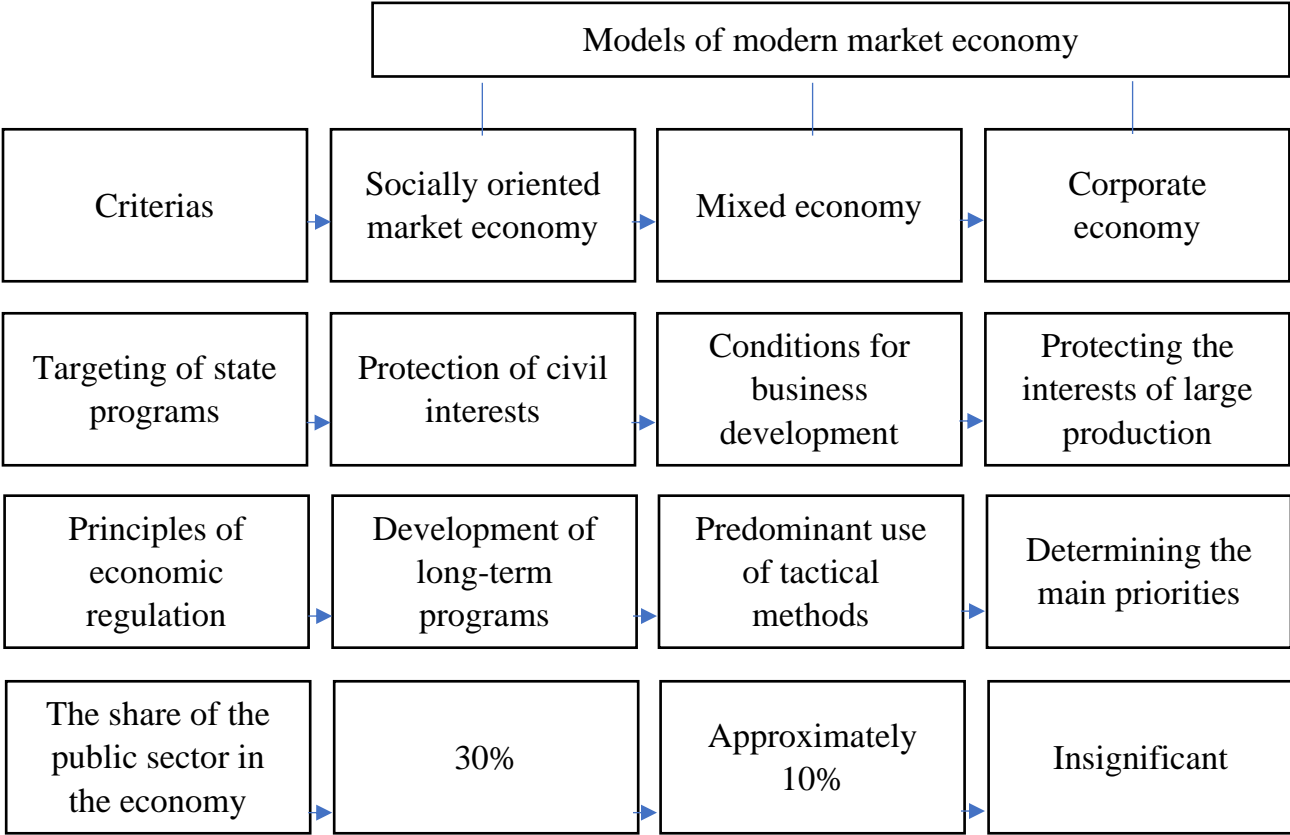 Models of modern market economy
Criterias
Socially oriented
market economy
Mixed economy
Corporate
economy
Targeting of state
programs
Protection of civil
interests
Conditions for
business
development
Protecting the
interests of large
production
Principles of
economic
regulation
Development of
long-term
programs
Predominant use
of tactical
methods
Determining the
main priorities
The share of the
public sector in
the economy
30%
Approximately
10%
Insignificant